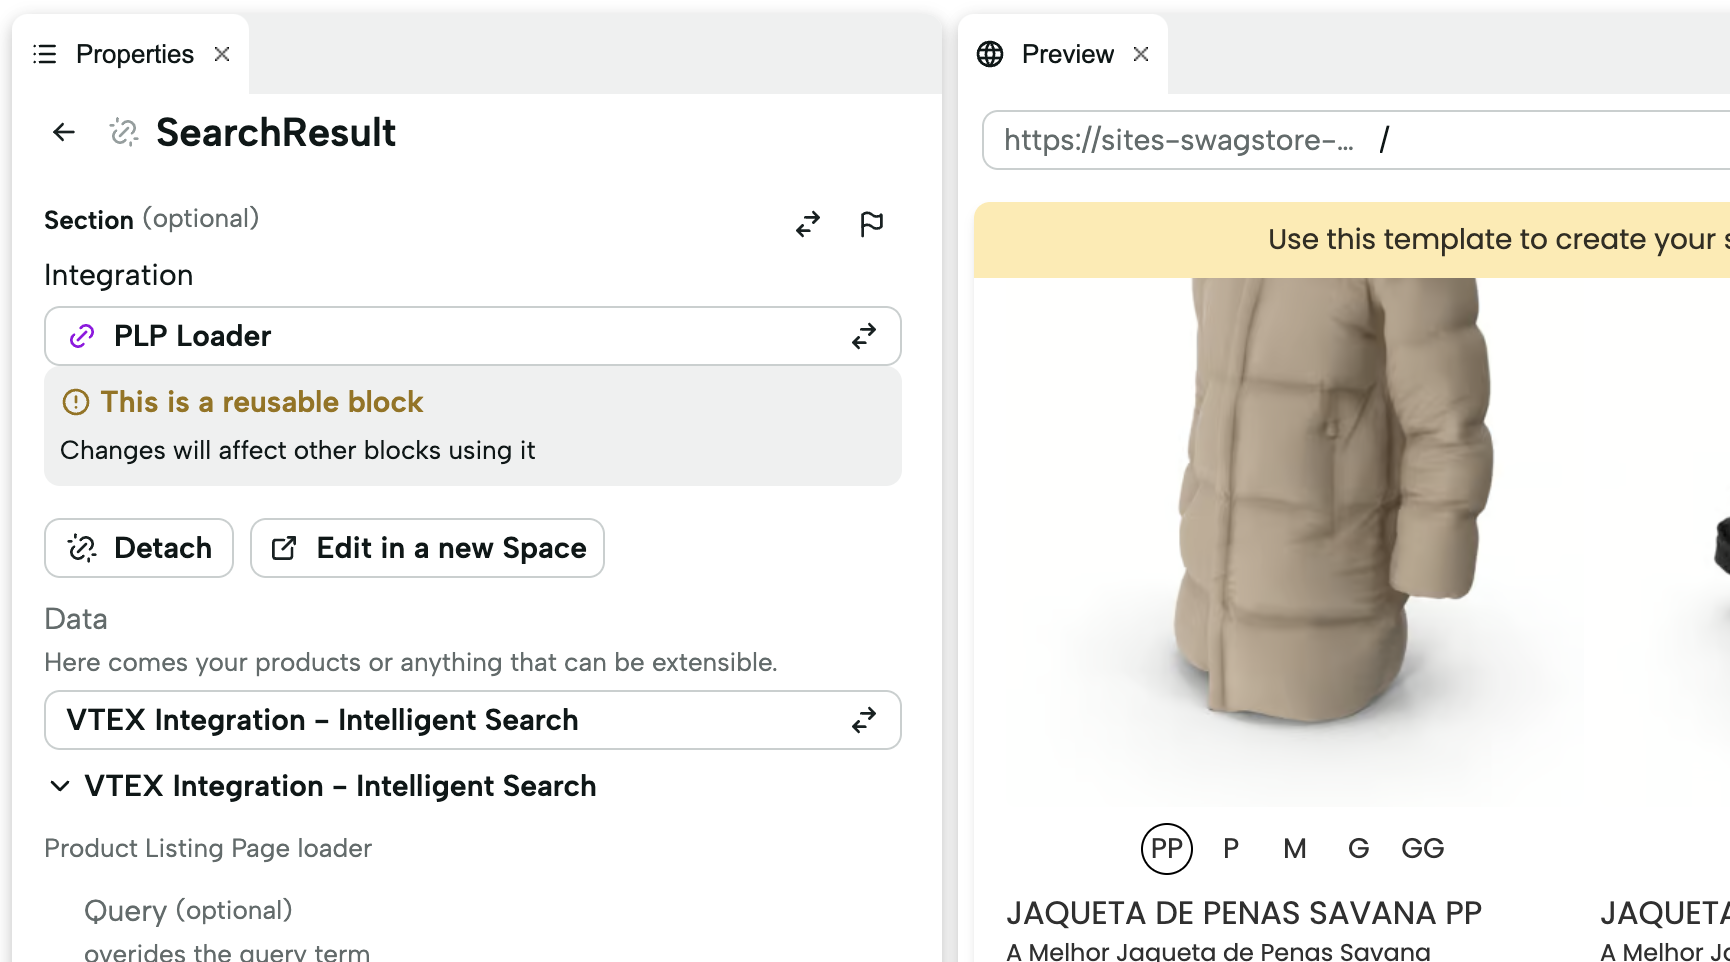 Properties
SearchResult
Section (optional)
Integration
PLP Loader
This is a reusable block
Changes will affect other blocks using it
Detach
Edit in a new Space
Data
Here comes your products or anything that can be extensible.
VTEX Integration - Intelligent Search
VTEX Integration - Intelligent Search
Product Listing Page loader
Query (optional)
overides the query term
Preview
https://sites-swagstore-... /
Use this template to create your s
PP P M G GG
JAQUETA DE PENAS SAVANA PP
A Melhor Jaqueta de Penas Savana
JAQUETA
A Melhor Ja